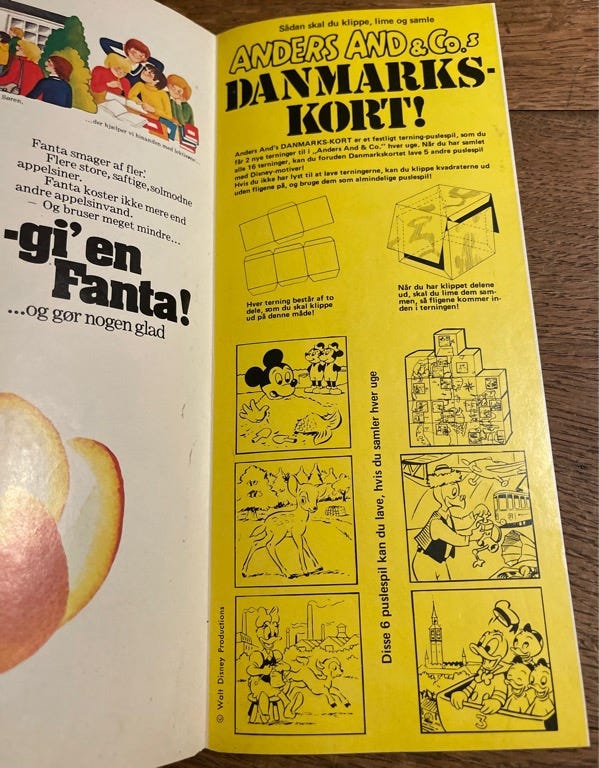 Søren.
...der hjælper vi hinanden med lektierne
Fanta smager af fler.
Flere store, saftige, solmodne
appelsiner.
Fanta koster ikke mere end
andre appelsinvand.
– Og bruser meget mindre...
-gi' en
Fanta!
...og gør nogen glad
Sådan skal du klippe, lime og samle
ANDERS AND & Co.s
DANMARKS-
KORT!
Anders And's DANMARKS-KORT er et festligt terning-puslespil, som du
får 2 nye terninger til i „Anders And & Co." hver uge. Når du har samlet
alle 16 terninger, kan du foruden Danmarkskortet lave 5 andre puslespil
med Disney-motiver!
Hvis du ikke har lyst til at lave terningerne, kan du klippe kvadraterne ud
uden fligene på, og bruge dem som almindelige puslespil!
Hver terning består af to
dele, som du skal klippe
ud på denne måde!
Når du har klippet delene
ud, skal du lime dem sam-
men, så fligene kommer in-
den i terningen!
Disse 6 puslespil kan du lave, hvis du samler hver uge
© Walt Disney Productions
3